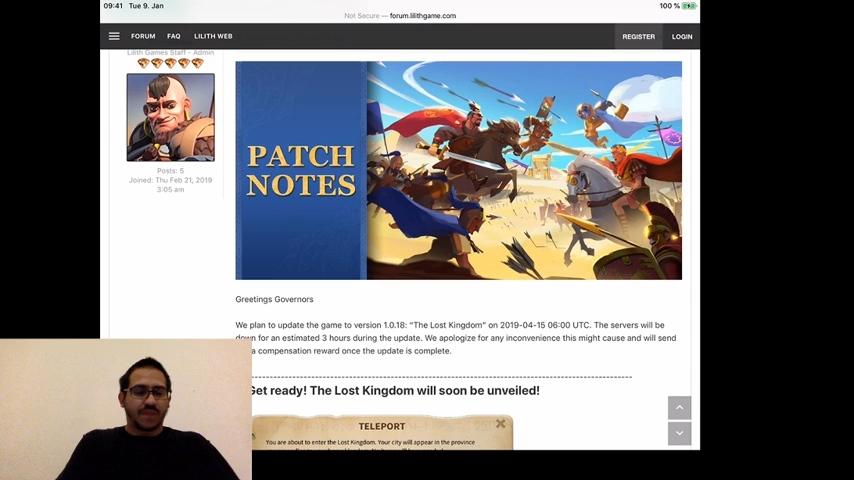 09:41 Tue 9. Jan 100 %
Not Secure — forum.lilithgame.com
FORUM FAQ LILITH WEB REGISTER LOGIN
Lilith Games Staff - Admin
PATCH
NOTES
Posts: 5
Joined: Thu Feb 21, 2019
3:05 am
Greetings Governors
We plan to update the game to version 1.0.18: "The Lost Kingdom" on 2019-04-15 06:00 UTC. The servers will be
down for an estimated 3 hours during the update. We apologize for any inconvenience this might cause and will send
a compensation reward once the update is complete.
Get ready! The Lost Kingdom will soon be unveiled!
TELEPORT
You are about to enter the Lost Kingdom. Your city will appear in the province